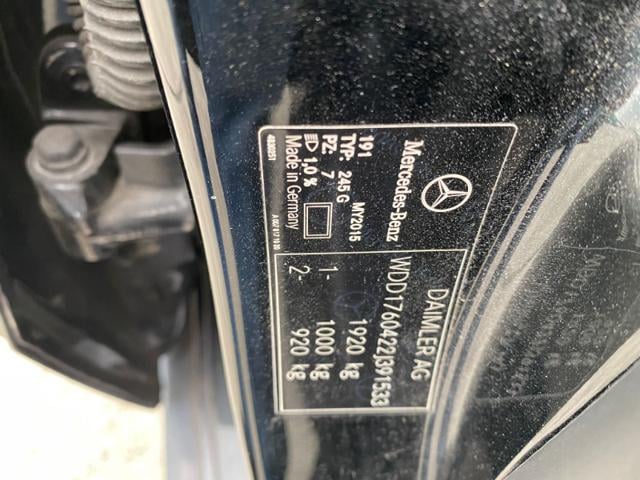 Mercedes-Benz
191 MY2015
TYP: 245 G
PZ: 7
1,0 %
Made in Germany
DAIMLER AG
WDD1760422J391533
1920 kg
1- 1000 kg
2- 920 kg